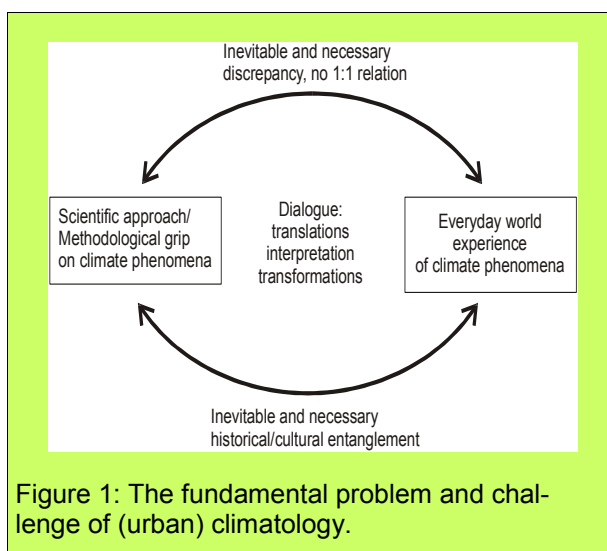 Inevitable and necessary
discrepancy, no 1:1 relation
Scientific approach/
Methodological grip
on climate phenomena
Dialogue:
translations
interpretation
transformations
Everyday world
experience
of climate phenomena
Inevitable and necessary
historical/cultural entanglement
Figure 1: The fundamental problem and chal-
lenge of (urban) climatology.